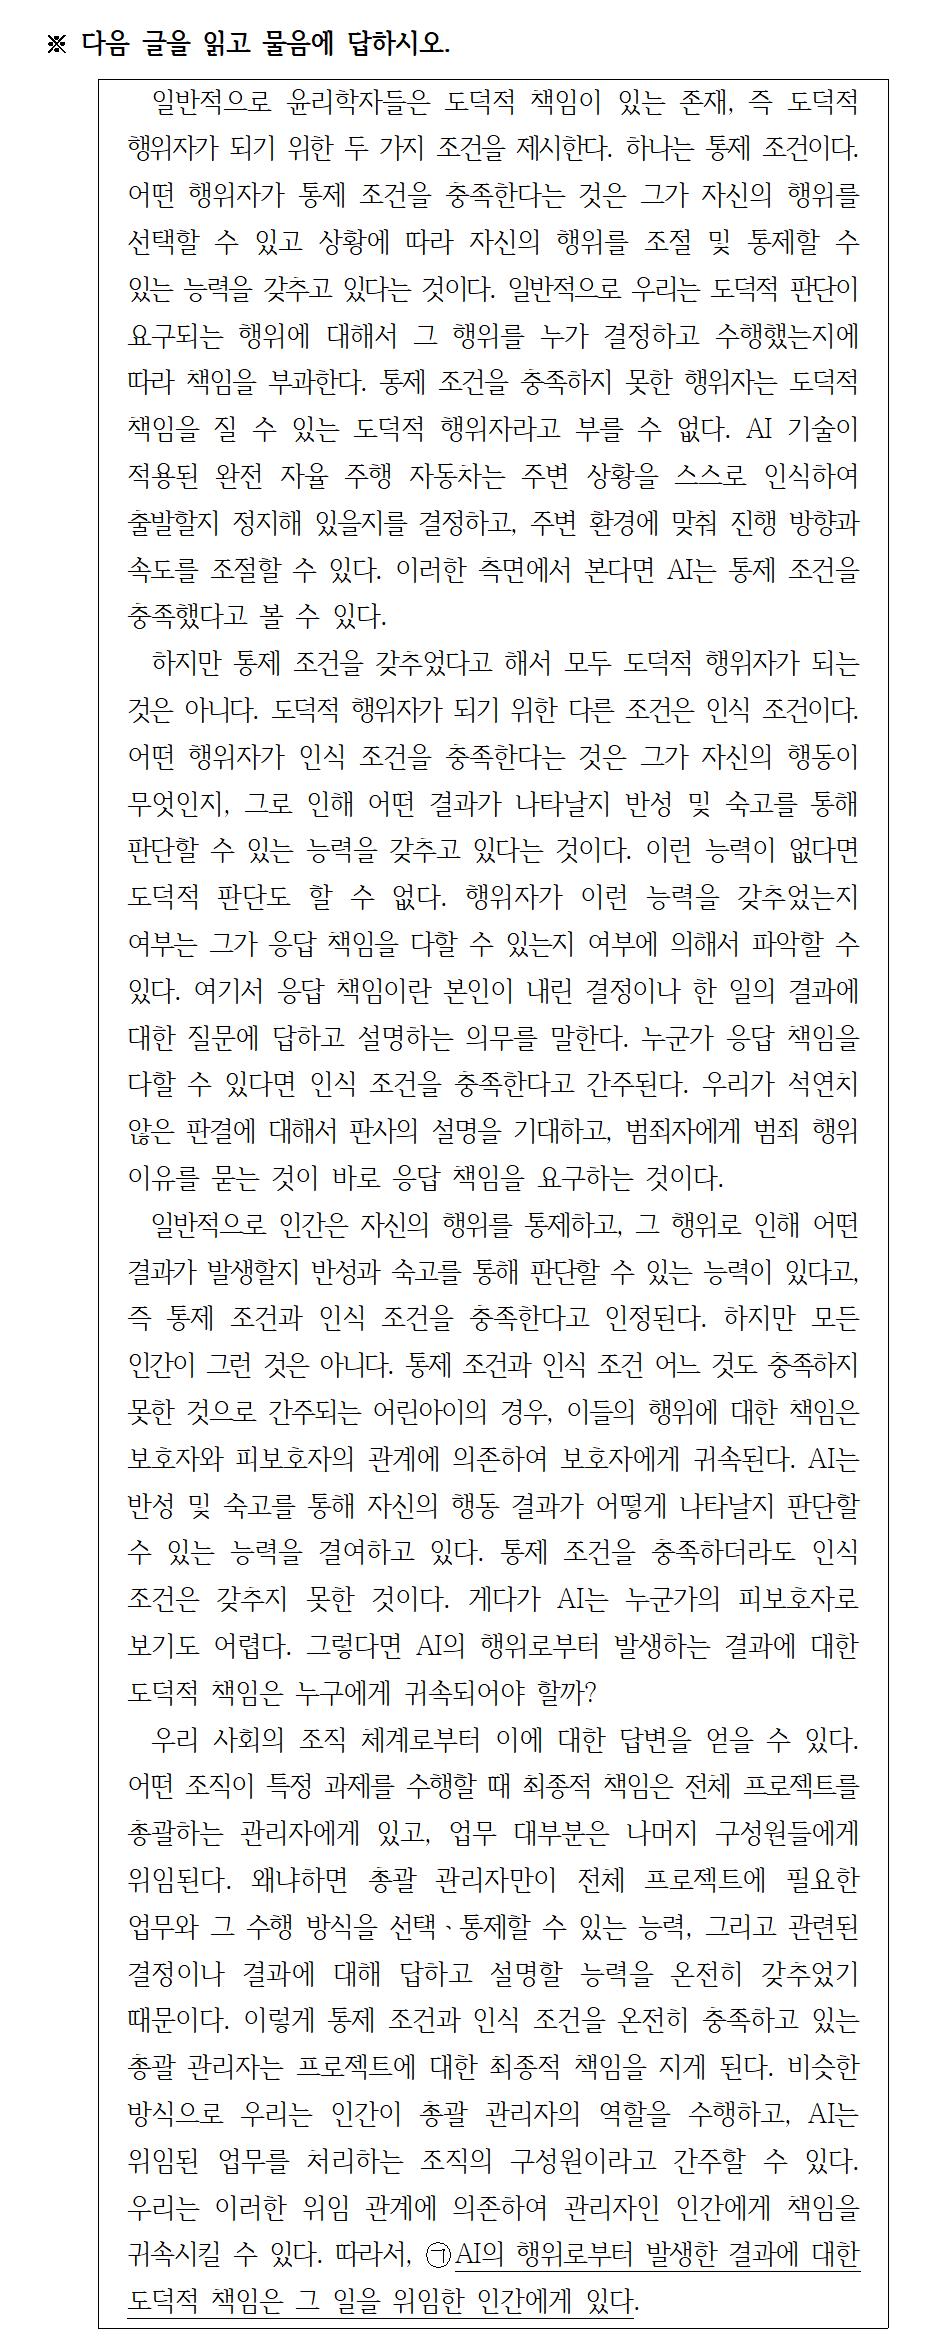 ※ 다음 글을 읽고 물음에 답하시오.
일반적으로 윤리학자들은 도덕적 책임이 있는 존재, 즉 도덕적
행위자가 되기 위한 두 가지 조건을 제시한다. 하나는 통제 조건이다.
어떤 행위자가 통제 조건을 충족한다는 것은 그가 자신의 행위를
선택할 수 있고 상황에 따라 자신의 행위를 조절 및 통제할 수
있는 능력을 갖추고 있다는 것이다. 일반적으로 우리는 도덕적 판단이
요구되는 행위에 대해서 그 행위를 누가 결정하고 수행했는지에
따라 책임을 부과한다. 통제 조건을 충족하지 못한 행위자는 도덕적
책임을 질 수 있는 도덕적 행위자라고 부를 수 없다. AI 기술이
적용된 완전 자율 주행 자동차는 주변 상황을 스스로 인식하여
출발할지 정지해 있을지를 결정하고, 주변 환경에 맞춰 진행 방향과
속도를 조절할 수 있다. 이러한 측면에서 본다면 AI는 통제 조건을
충족했다고 볼 수 있다.
하지만 통제 조건을 갖추었다고 해서 모두 도덕적 행위자가 되는
것은 아니다. 도덕적 행위자가 되기 위한 다른 조건은 인식 조건이다.
어떤 행위자가 인식 조건을 충족한다는 것은 그가 자신의 행동이
무엇인지, 그로 인해 어떤 결과가 나타날지 반성 및 숙고를 통해
판단할 수 있는 능력을 갖추고 있다는 것이다. 이런 능력이 없다면
도덕적 판단도 할 수 없다. 행위자가 이런 능력을 갖추었는지
여부는 그가 응답 책임을 다할 수 있는지 여부에 의해서 파악할 수
있다. 여기서 응답 책임이란 본인이 내린 결정이나 한 일의 결과에
대한 질문에 답하고 설명하는 의무를 말한다. 누군가 응답 책임을
다할 수 있다면 인식 조건을 충족한다고 간주된다. 우리가 석연치
않은 판결에 대해서 판사의 설명을 기대하고, 범죄자에게 범죄 행위
이유를 묻는 것이 바로 응답 책임을 요구하는 것이다.
일반적으로 인간은 자신의 행위를 통제하고, 그 행위로 인해 어떤
결과가 발생할지 반성과 숙고를 통해 판단할 수 있는 능력이 있다고,
즉 통제 조건과 인식 조건을 충족한다고 인정된다. 하지만 모든
인간이 그런 것은 아니다. 통제 조건과 인식 조건 어느 것도 충족하지
못한 것으로 간주되는 어린아이의 경우, 이들의 행위에 대한 책임은
보호자와 피보호자의 관계에 의존하여 보호자에게 귀속된다. AI는
반성 및 숙고를 통해 자신의 행동 결과가 어떻게 나타날지 판단할
수 있는 능력을 결여하고 있다. 통제 조건을 충족하더라도 인식
조건은 갖추지 못한 것이다. 게다가 AI는 누군가의 피보호자로
보기도 어렵다. 그렇다면 AI의 행위로부터 발생하는 결과에 대한
도덕적 책임은 누구에게 귀속되어야 할까?
우리 사회의 조직 체계로부터 이에 대한 답변을 얻을 수 있다.
어떤 조직이 특정 과제를 수행할 때 최종적 책임은 전체 프로젝트를
총괄하는 관리자에게 있고, 업무 대부분은 나머지 구성원들에게
위임된다. 왜냐하면 총괄 관리자만이 전체 프로젝트에 필요한
업무와 그 수행 방식을 선택ㆍ통제할 수 있는 능력, 그리고 관련된
결정이나 결과에 대해 답하고 설명할 능력을 온전히 갖추었기
때문이다. 이렇게 통제 조건과 인식 조건을 온전히 충족하고 있는
총괄 관리자는 프로젝트에 대한 최종적 책임을 지게 된다. 비슷한
방식으로 우리는 인간이 총괄 관리자의 역할을 수행하고, AI는
위임된 업무를 처리하는 조직의 구성원이라고 간주할 수 있다.
우리는 이러한 위임 관계에 의존하여 관리자인 인간에게 책임을
귀속시킬 수 있다. 따라서, ㉠AI의 행위로부터 발생한 결과에 대한
도덕적 책임은 그 일을 위임한 인간에게 있다.